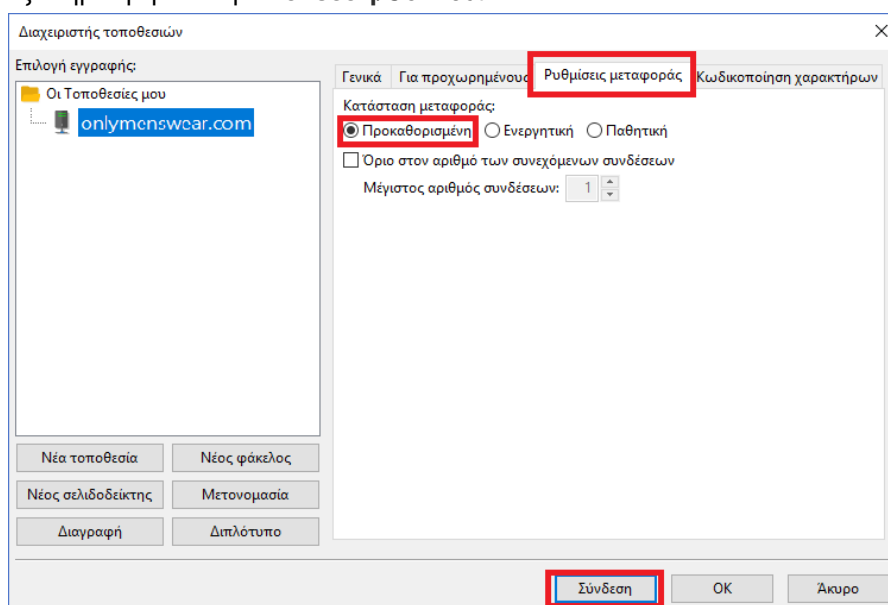 Διαχειριστής τοποθεσιών
Επιλογή εγγραφής:
Οι Τοποθεσίες μου
onlymenswear.com
Νέα τοποθεσία Νέος φάκελος
Νέος σελιδοδείκτης Μετονομασία
Διαγραφή Διπλότυπο
Γενικά Για προχωρημένους Ρυθμίσεις μεταφοράς Κωδικοποίηση χαρακτήρων
Κατάσταση μεταφοράς:
Προκαθορισμένη Ενεργητική Παθητική
Όριο στον αριθμό των συνεχόμενων συνδέσεων
Μέγιστος αριθμός συνδέσεων: 1
Σύνδεση OK Άκυρο